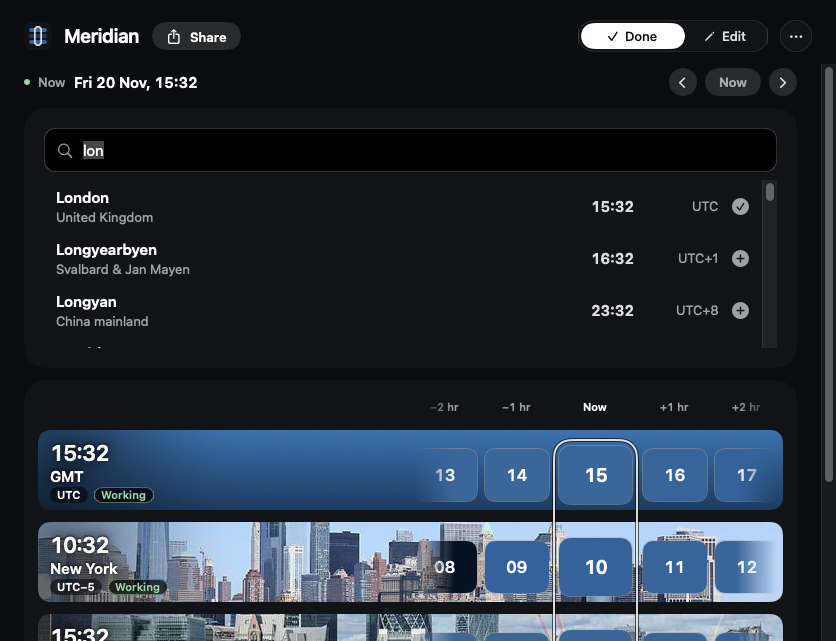 Meridian
Share
Done
Edit
Now Fri 20 Nov, 15:32
Now
lon
London
United Kingdom
15:32
UTC
Longyearbyen
Svalbard & Jan Mayen
16:32
UTC+1
Longyan
China mainland
23:32
UTC+8
−2 hr
−1 hr
Now
+1 hr
+2 hr
15:32
GMT
UTC Working
13 14 15 16 17
10:32
New York
UTC−5 Working
08 09 10 11 12
15:32